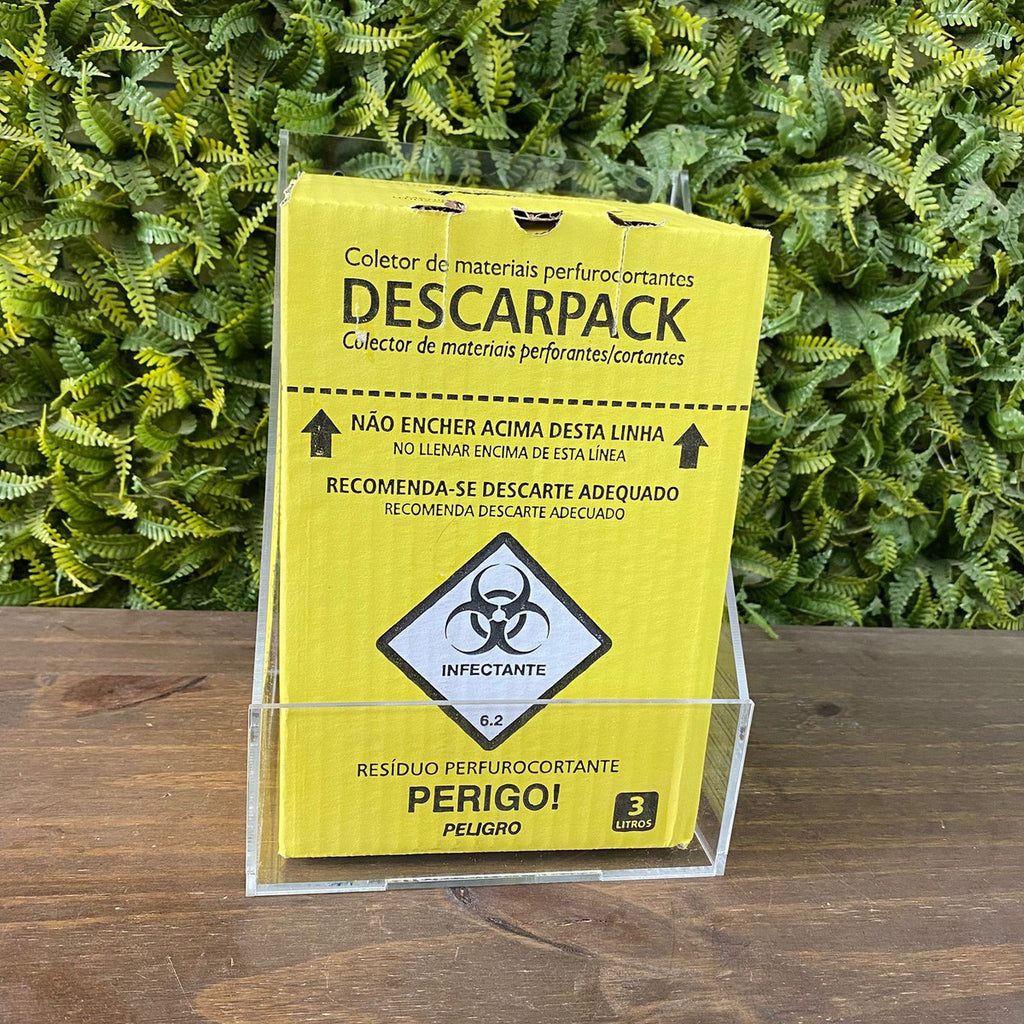 Coletor de materiais perfurocortantes
DESCARPACK
Colector de materiais perforantes/cortantes
NÃO ENCHER ACIMA DESTA LINHA
NO LLENAR ENCIMA DE ESTA LÍNEA
RECOMENDA-SE DESCARTE ADEQUADO
RECOMENDA DESCARTE ADECUADO
INFECTANTE
6.2
RESÍDUO PERFUROCORTANTE
PERIGO!
PELIGRO
3
LITROS